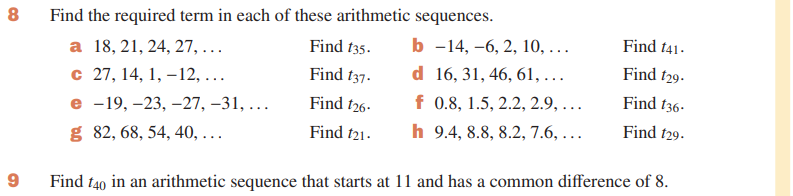 8 Find the required term in each of these arithmetic sequences.
a 18, 21, 24, 27, ... Find t35. b −14, −6, 2, 10, ... Find t41.
c 27, 14, 1, −12, ... Find t37. d 16, 31, 46, 61, ... Find t29.
e −19, −23, −27, −31, ... Find t26. f 0.8, 1.5, 2.2, 2.9, ... Find t36.
g 82, 68, 54, 40, ... Find t21. h 9.4, 8.8, 8.2, 7.6, ... Find t29.
9 Find t40 in an arithmetic sequence that starts at 11 and has a common difference of 8.